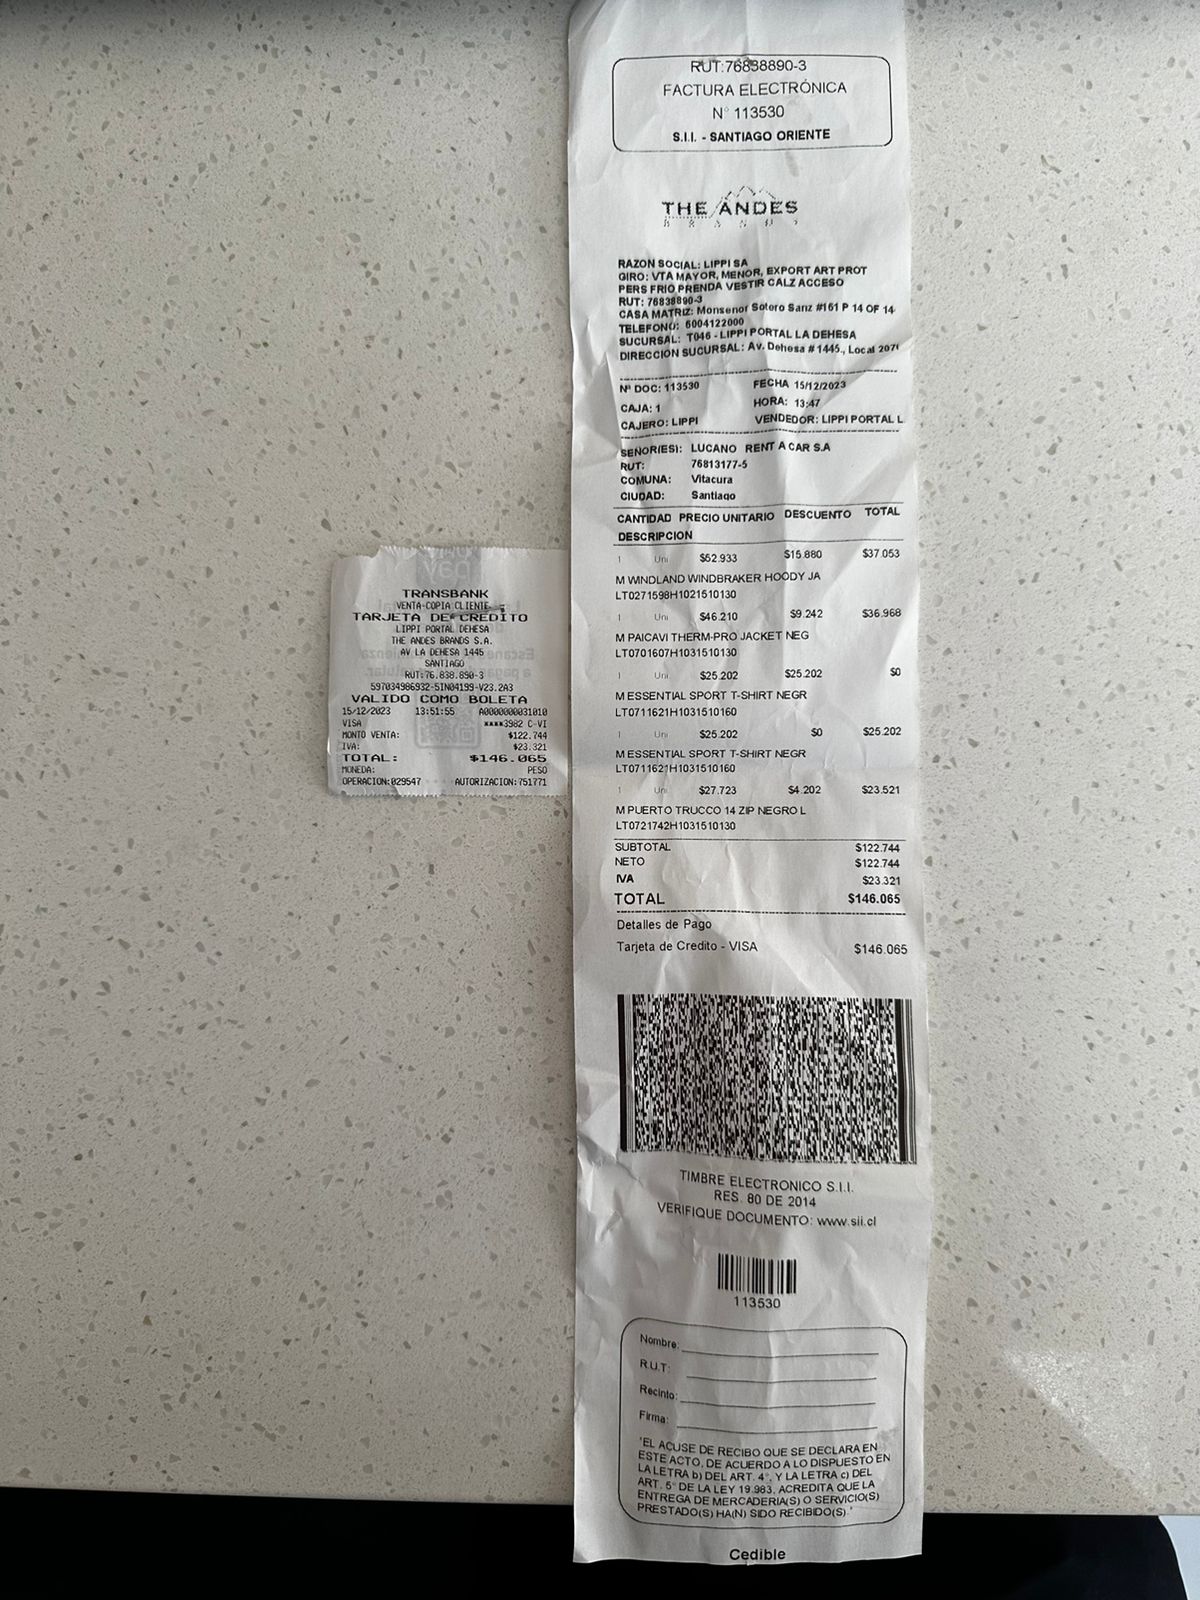 RUT:76838890-3
FACTURA ELECTRÓNICA
N° 113530
S.I.I. - SANTIAGO ORIENTE
THE ANDES
BRANDS
RAZON SOCIAL: LIPPI SA
GIRO: VTA MAYOR, MENOR, EXPORT ART PROT
PERS FRIO PRENDA VESTIR CALZ ACCESO
RUT: 76838890-3
CASA MATRIZ: Monsenor Sotero Sanz #161 P 14 OF 14
TELEFONO: 6004122000
SUCURSAL: T046 - LIPPI PORTAL LA DEHESA
DIRECCION SUCURSAL: Av. Dehesa # 1445., Local
N° DOC: 113530 FECHA 15/12/2023
CAJA: 1 HORA: 13:47
CAJERO: LIPPI VENDEDOR: LIPPI PORTAL L
SENOR(ES): LUCANO RENT A CAR S.A
RUT: 76813177-5
COMUNA: Vitacura
CIUDAD: Santiago
CANTIDAD PRECIO UNITARIO DESCUENTO TOTAL
DESCRIPCION
1 Uni $52.933 $15.880 $37.053
M WINDLAND WINDBRAKER HOODY JA
LT0271598H1021510130
1 Uni $46.210 $9.242 $36.968
M PAICAVI THERM-PRO JACKET NEG
LT0701607H1031510130
1 Uni $25.202 $25.202 $0
M ESSENTIAL SPORT T-SHIRT NEGR
LT0711621H1031510160
1 Uni $25.202 $0 $25.202
M ESSENTIAL SPORT T-SHIRT NEGR
LT0711621H1031510160
1 Uni $27.723 $4.202 $23.521
M PUERTO TRUCCO 14 ZIP NEGRO L
LT0721742H1031510130
SUBTOTAL $122.744
NETO $122.744
IVA $23.321
TOTAL $146.065
Detalles de Pago
Tarjeta de Credito - VISA $146.065
TIMBRE ELECTRONICO S.I.I.
RES. 80 DE 2014
VERIFIQUE DOCUMENTO: www.sii.cl
113530
Nombre:
R.U.T:
Recinto:
Firma:
"EL ACUSE DE RECIBO QUE SE DECLARA EN
ESTE ACTO, DE ACUERDO A LO DISPUESTO EN
LA LETRA b) DEL ART. 4°, Y LA LETRA c) DEL
ART. 5° DE LA LEY 19.983, ACREDITA QUE LA
ENTREGA DE MERCADERIA(S) O SERVICIO(S)
PRESTADO(S) HA(N) SIDO RECIBIDO(S)."
Cedible
TRANSBANK
VENTA-COPIA CLIENTE
TARJETA DE CREDITO
LIPPI PORTAL DEHESA
THE ANDES BRANDS S.A.
AV LA DEHESA 1445
SANTIAGO
RUT:76.838.890-3
597034986932-SIN04199-V23.2A3
VALIDO COMO BOLETA
15/12/2023 13:51:55 A0000000031010
VISA ****3982 C-VI
MONTO VENTA: $122.744
IVA: $23.321
TOTAL: $146.065
MONEDA: PESO
OPERACION:029547 AUTORIZACION:751771